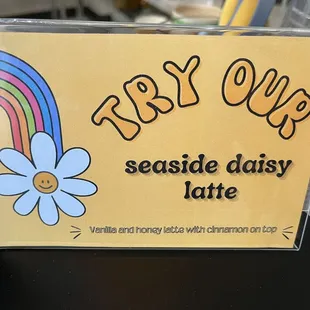 TRY OUR
seaside daisy
latte
Vanilla and honey latte with cinnamon on top